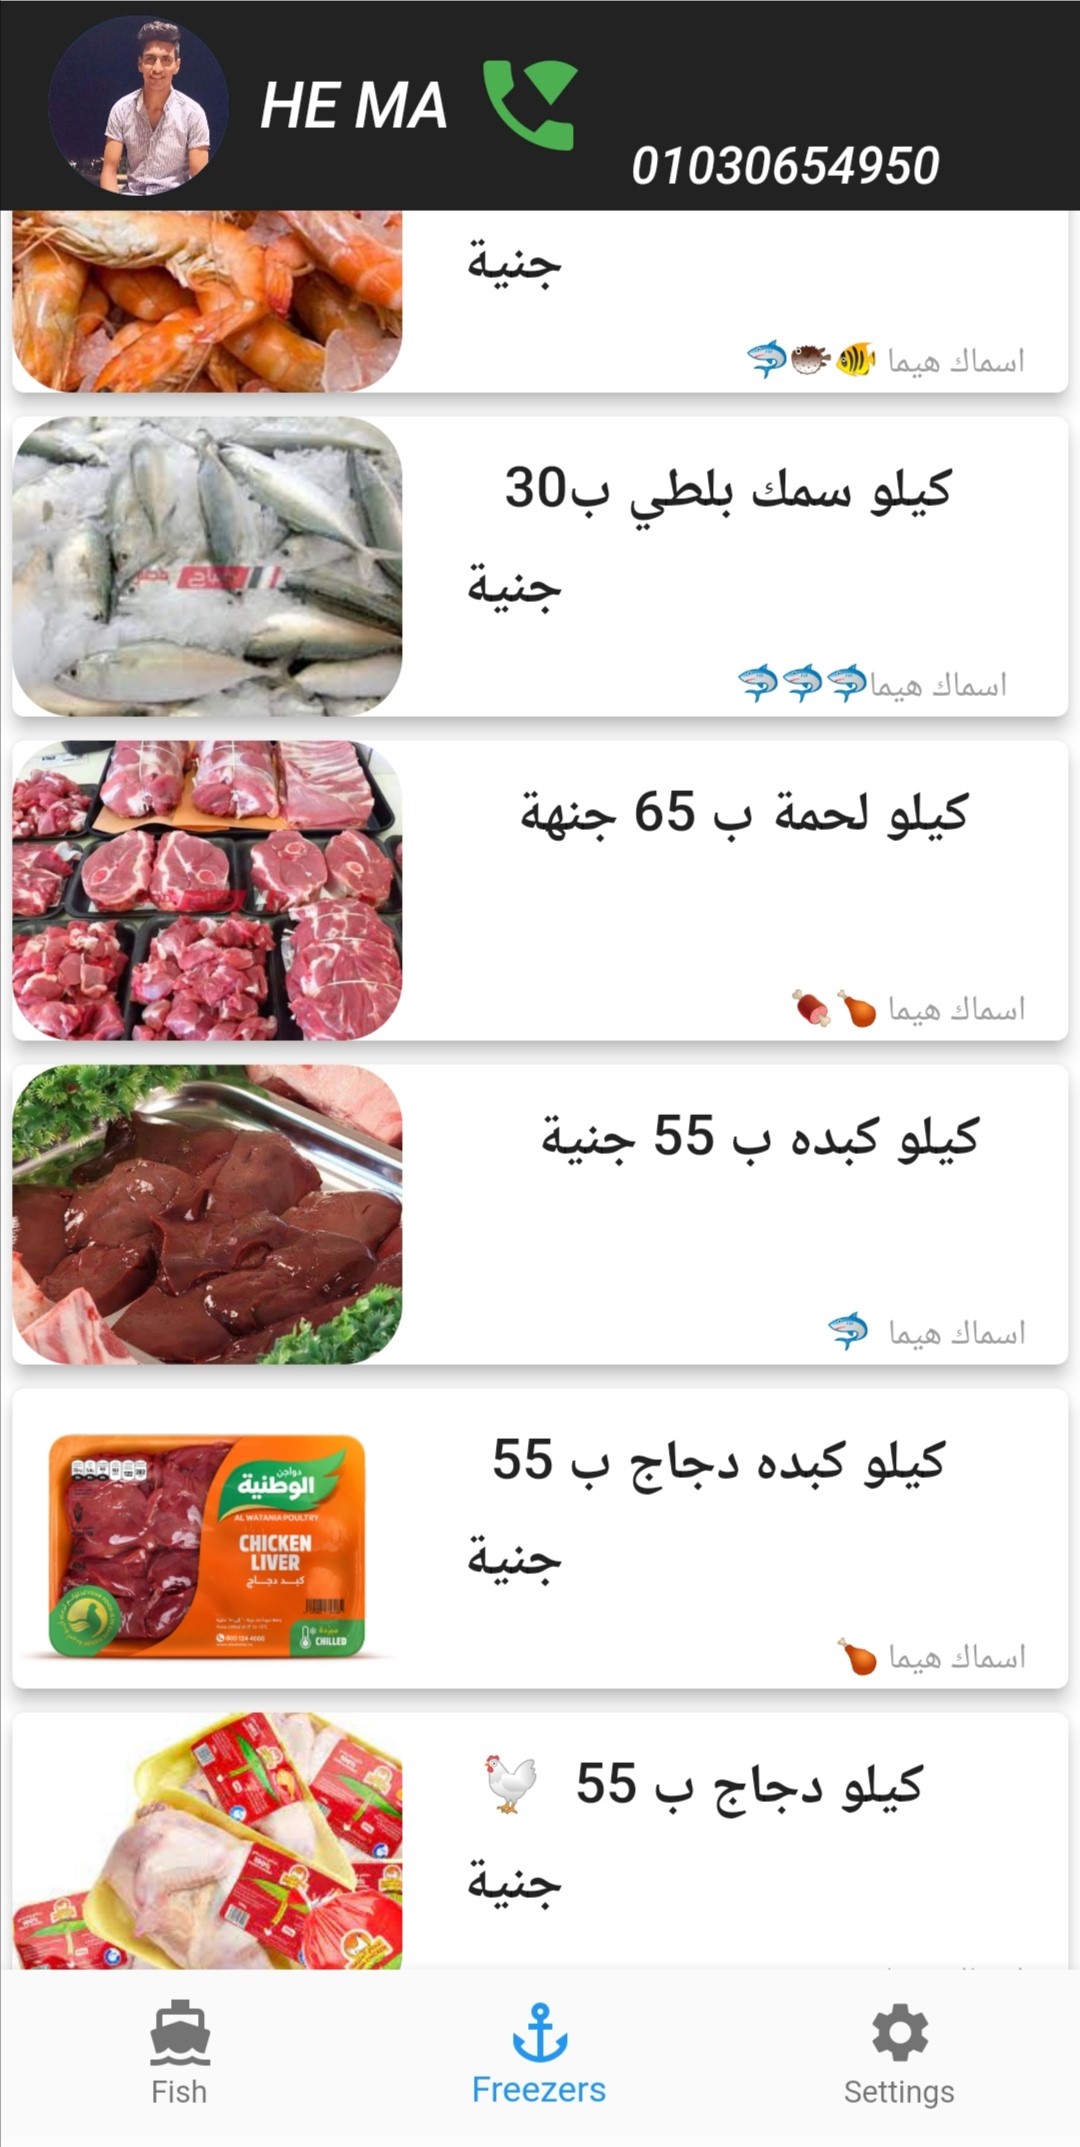 HE MA
01030654950
جنية
اسماك هيما 🐠🐡🦈
كيلو سمك بلطي ب30
جنية
اسماك هيما🦈🦈🦈
كيلو لحمة ب 65 جنهة
اسماك هيما 🍗🍖
كيلو كبده ب 55 جنية
اسماك هيما 🦈
كيلو كبده دجاج ب 55
جنية
دواجن
الوطنية
AL WATANIA POULTRY
CHICKEN
LIVER
كبد دجاج
CHILLED
اسماك هيما 🍗
كيلو دجاج ب 55 🐓
جنية
Fish
Freezers
Settings